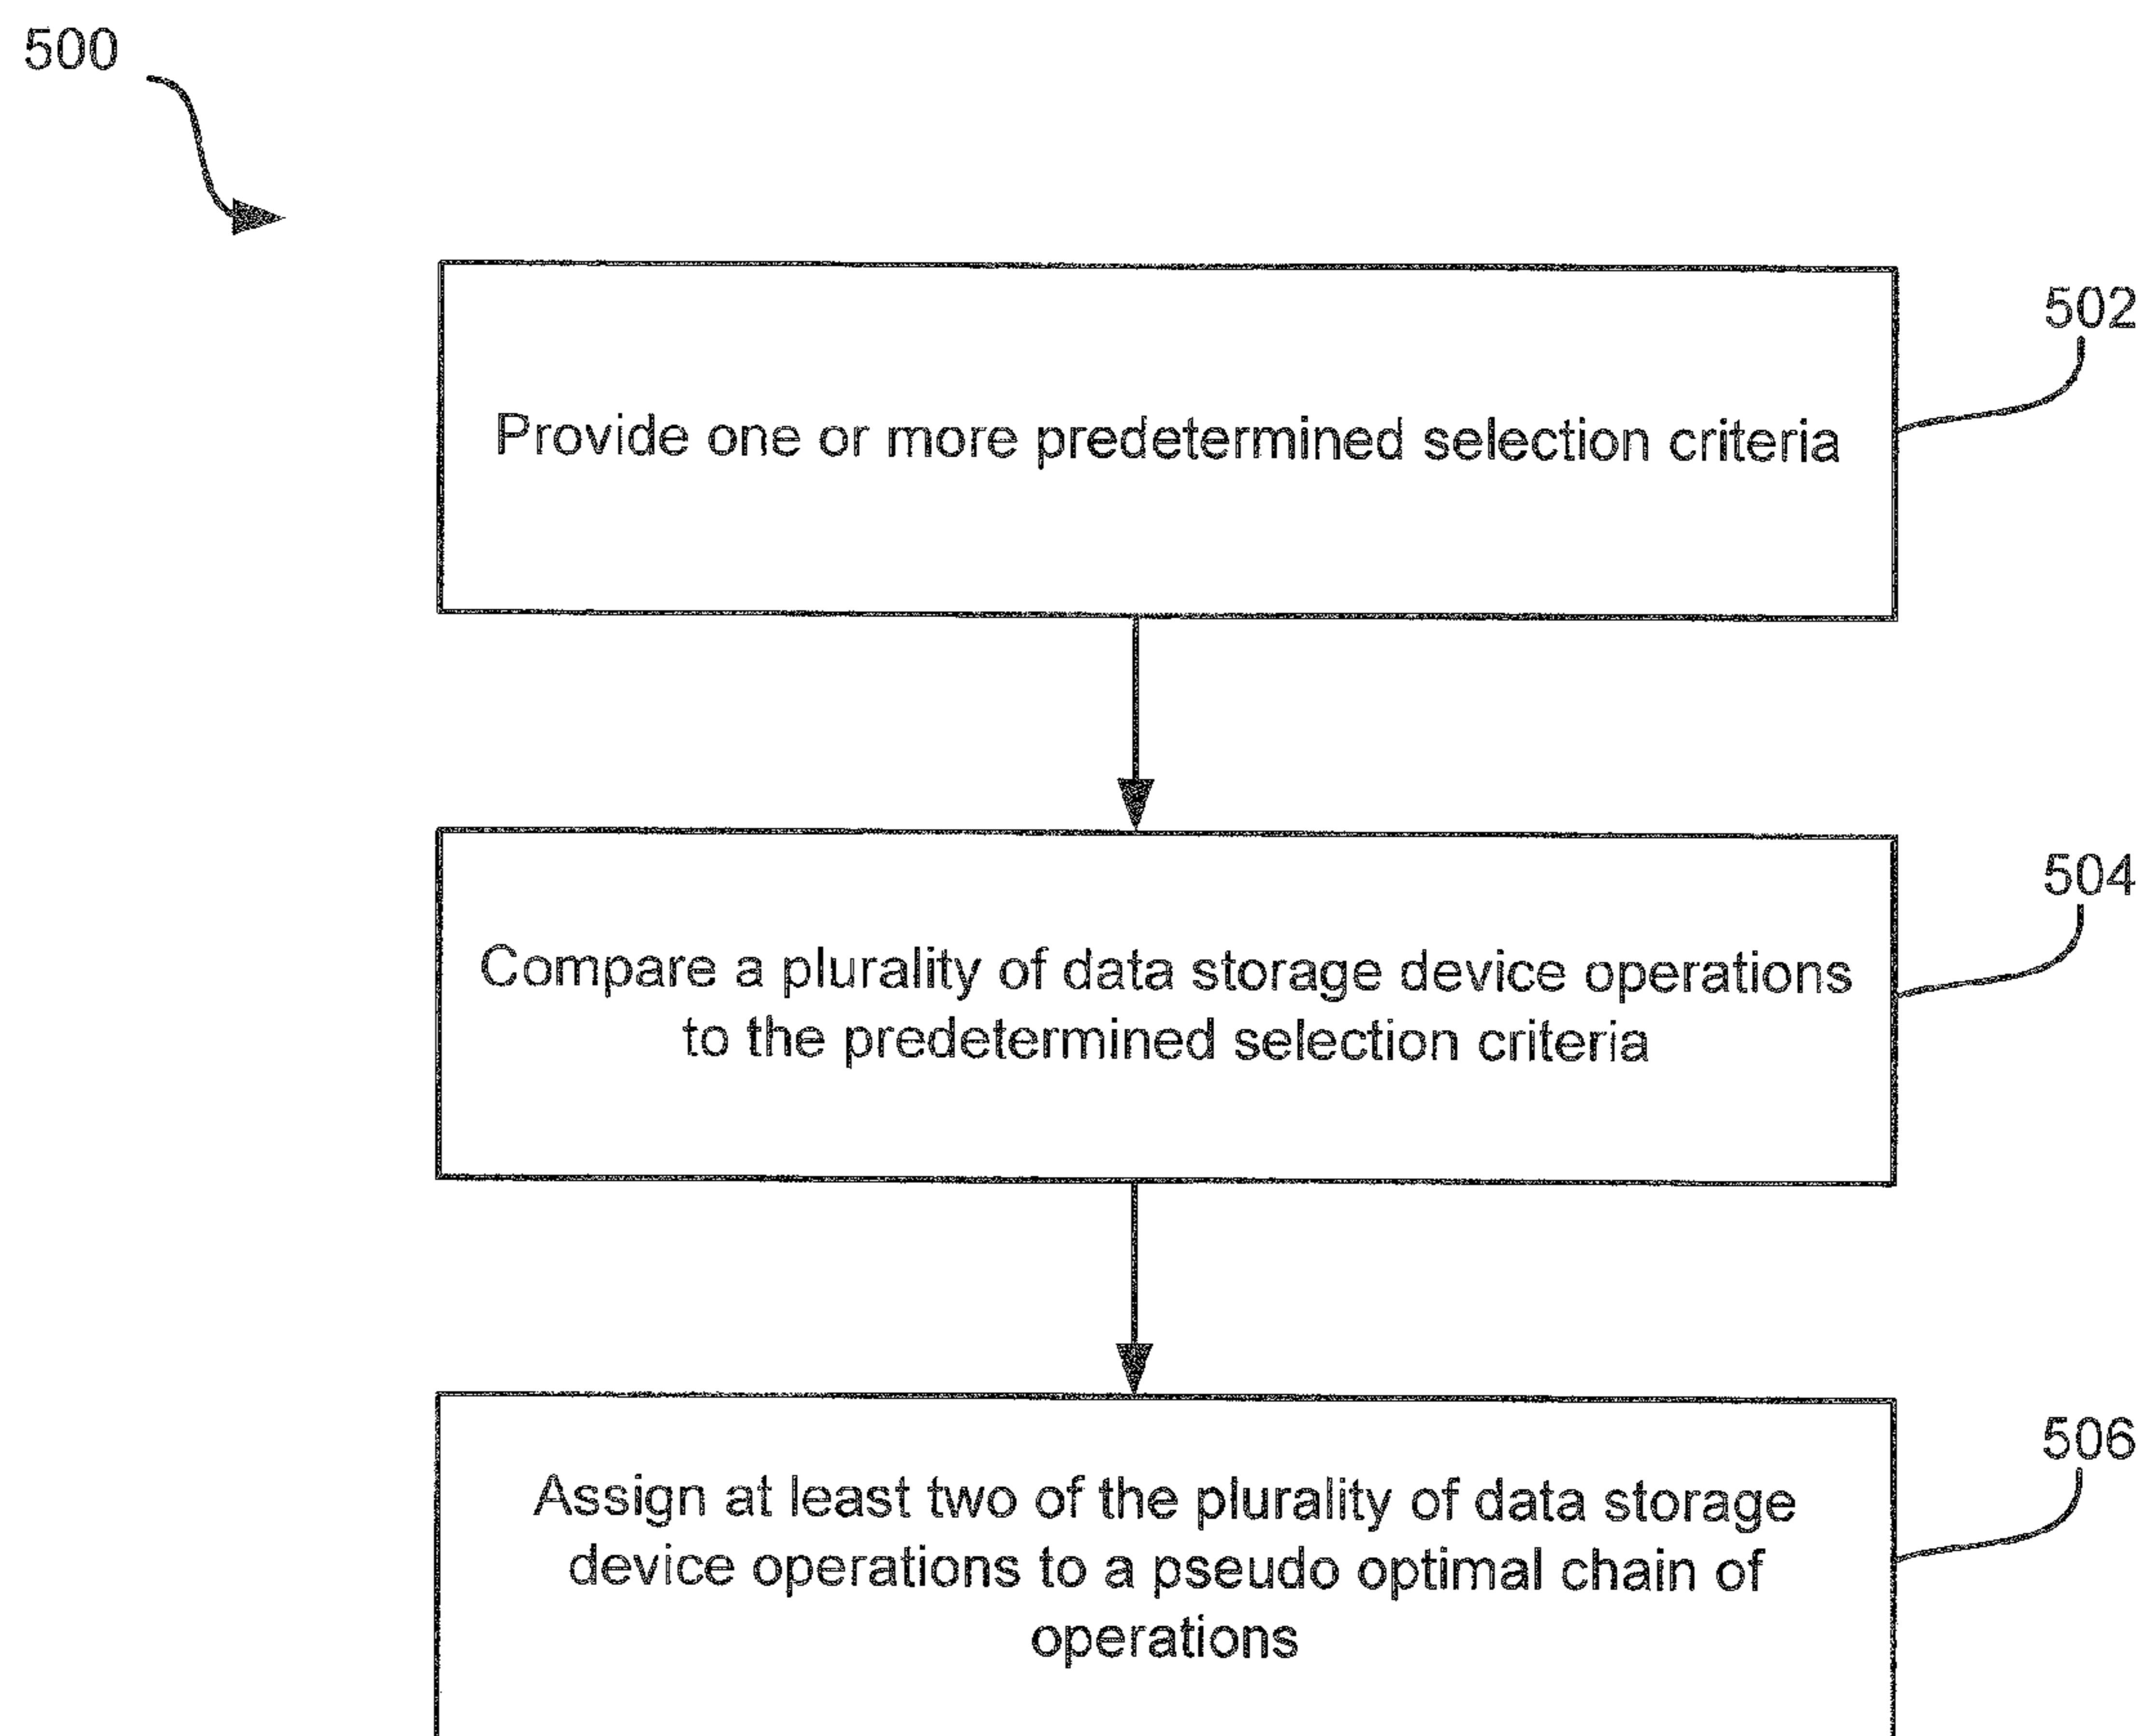 500
502
Provide one or more predetermined selection criteria
504
Compare a plurality of data storage device operations
to the predetermined selection criteria
506
Assign at least two of the plurality of data storage
device operations to a pseudo optimal chain of
operations